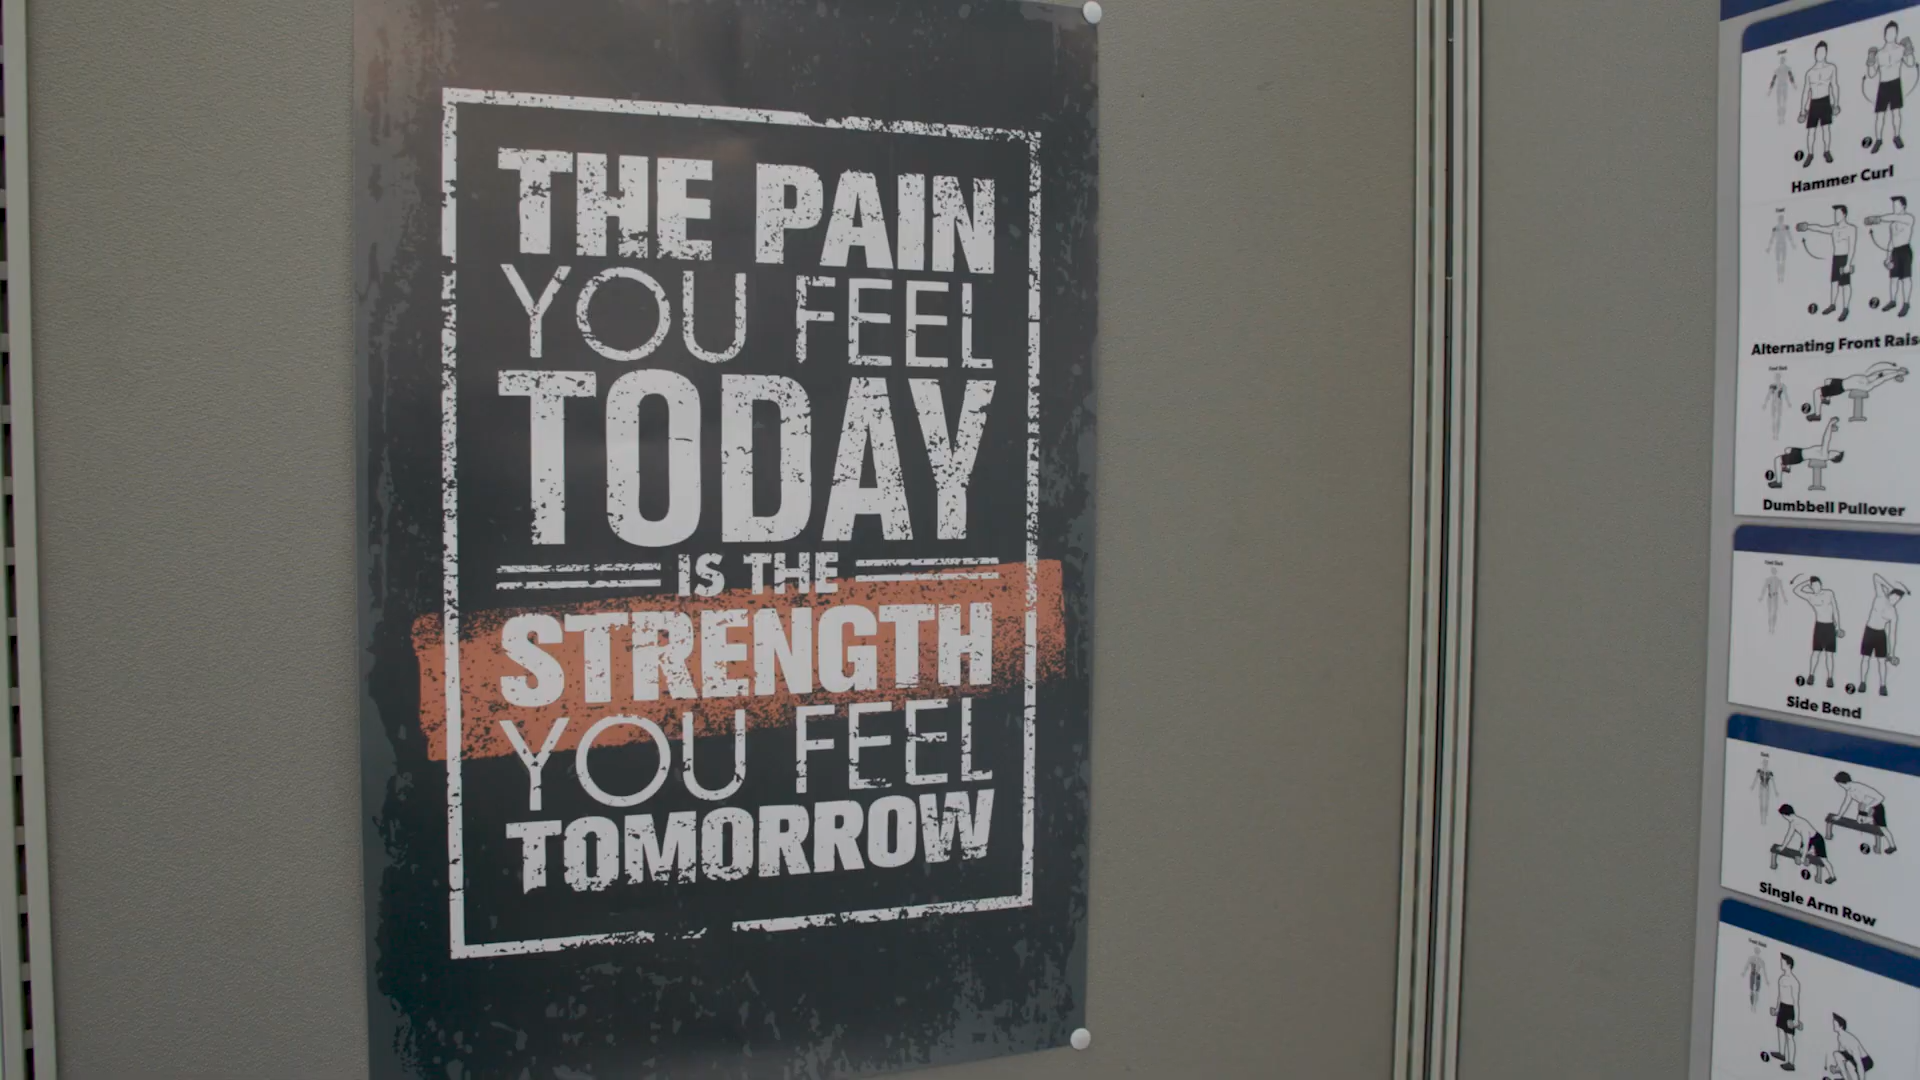 THE PAIN
YOU FEEL
TODAY
IS THE
STRENGTH
YOU FEEL
TOMORROW
Hammer Curl
Alternating Front Rais
Dumbbell Pullover
Side Bend
Single Arm Row